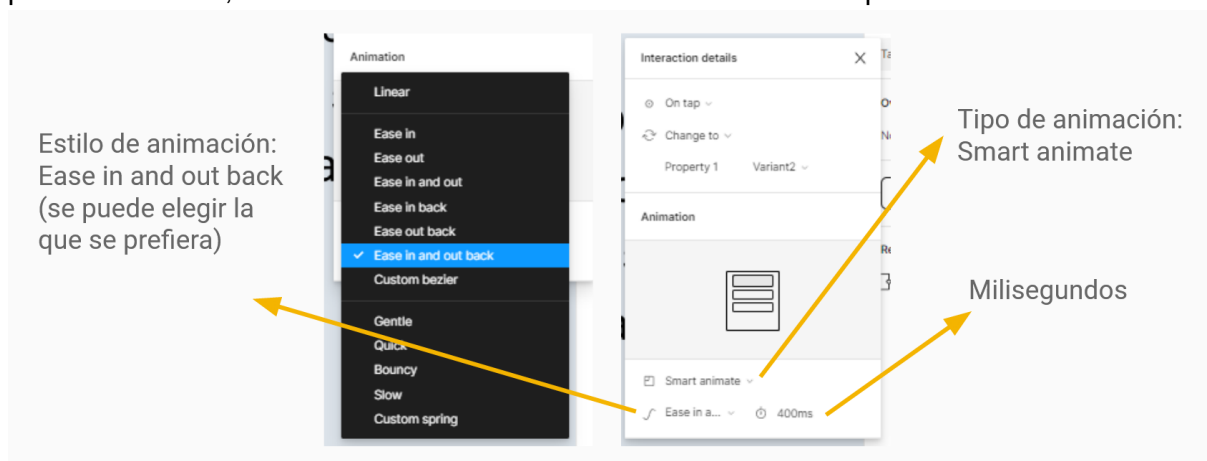 Estilo de animación:
Ease in and out back
(se puede elegir la
que se prefiera)
Animation
Linear
Ease in
Ease out
Ease in and out
Ease in back
Ease out back
Ease in and out back
Custom bezier
Gentle
Quick
Bouncy
Slow
Custom spring
Interaction details
On tap
Change to
Property 1 Variant2
Animation
Smart animate
Ease in a... 400ms
Tipo de animación:
Smart animate
Milisegundos